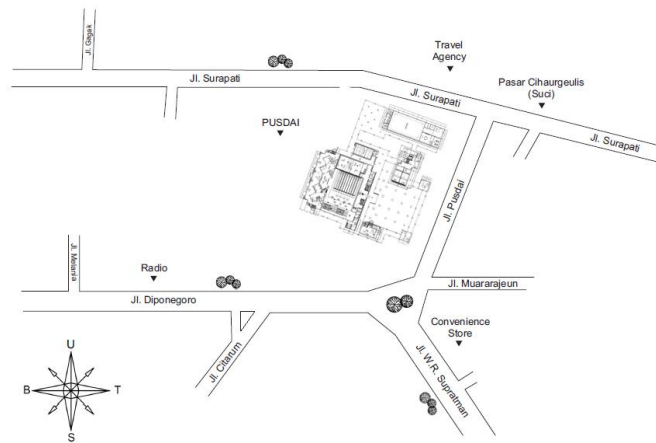 Jl. Gagak
Travel
Agency
Jl. Surapati
Jl. Surapati
Pasar Cihaurgeulis
(Suci)
PUSDAI
Jl. Surapati
Jl. Pusdai
Jl. Melania
Radio
Jl. Muararajeun
Jl. Diponegoro
Convenience
Store
Jl. Citarum
Jl. W.R. Supratman
U
B
T
S